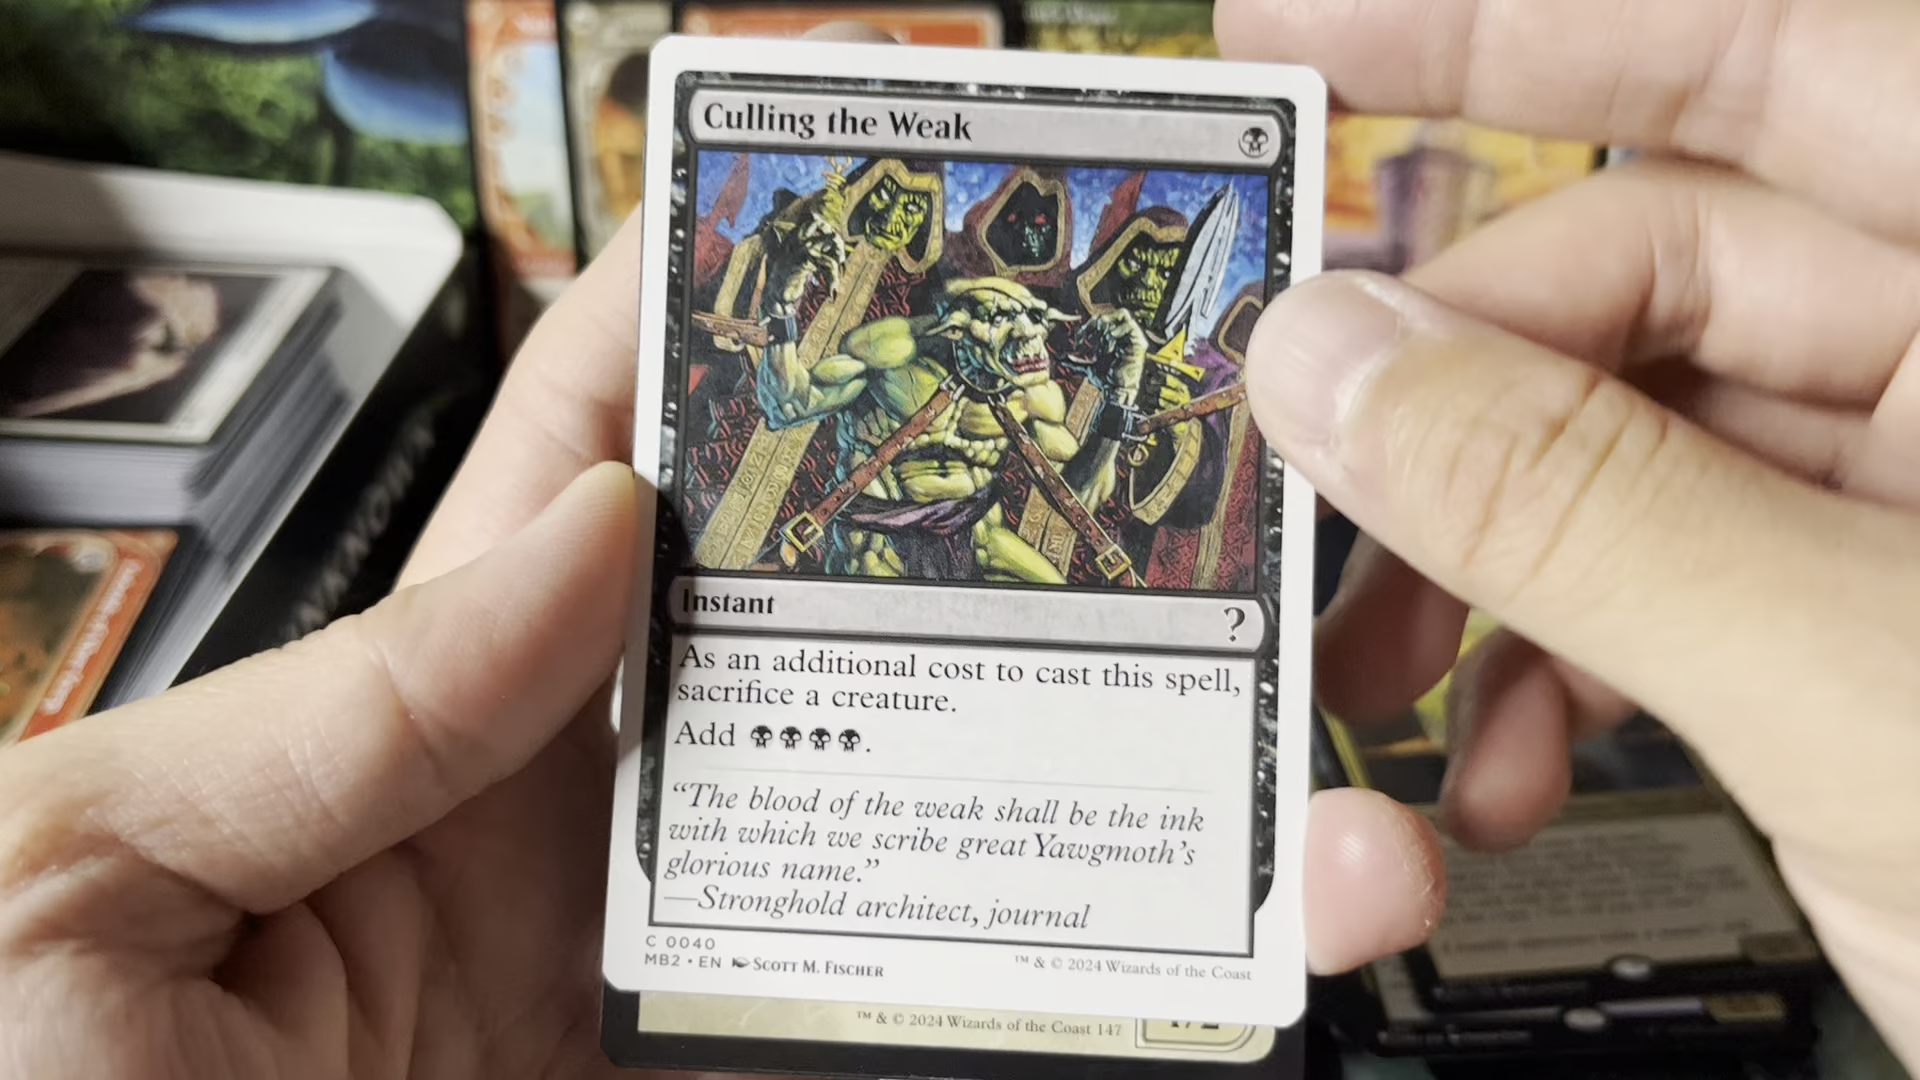 Culling the Weak
Instant
?
As an additional cost to cast this spell,
sacrifice a creature.
Add
.
“The blood of the weak shall be the ink
with which we scribe great Yawgmoth’s
glorious name.”
—Stronghold architect, journal
C 0040
MB2 • EN SCOTT M. FISCHER
™ & © 2024 Wizards of the Coast
™ & © 2024 Wizards of the Coast 147
UNKNOWN